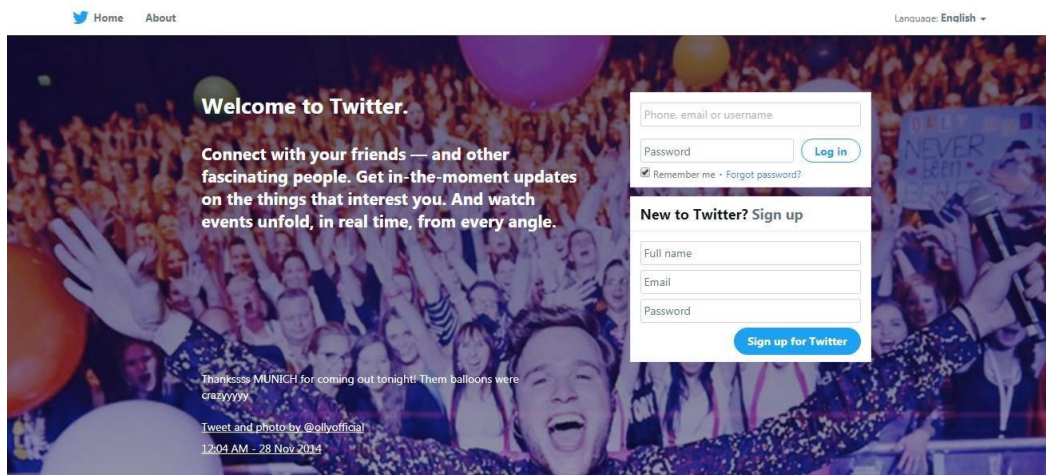 Home About
Language: English
Welcome to Twitter.
Connect with your friends — and other
fascinating people. Get in-the-moment updates
on the things that interest you. And watch
events unfold, in real time, from every angle.
Thankssss MUNICH for coming out tonight! Them balloons were
crazyyyyy
Tweet and photo by @ollyofficial
12:04 AM - 28 Nov 2014
Phone, email or username
Password Log in
Remember me · Forgot password?
New to Twitter? Sign up
Full name
Email
Password
Sign up for Twitter
NEVER
BEEN